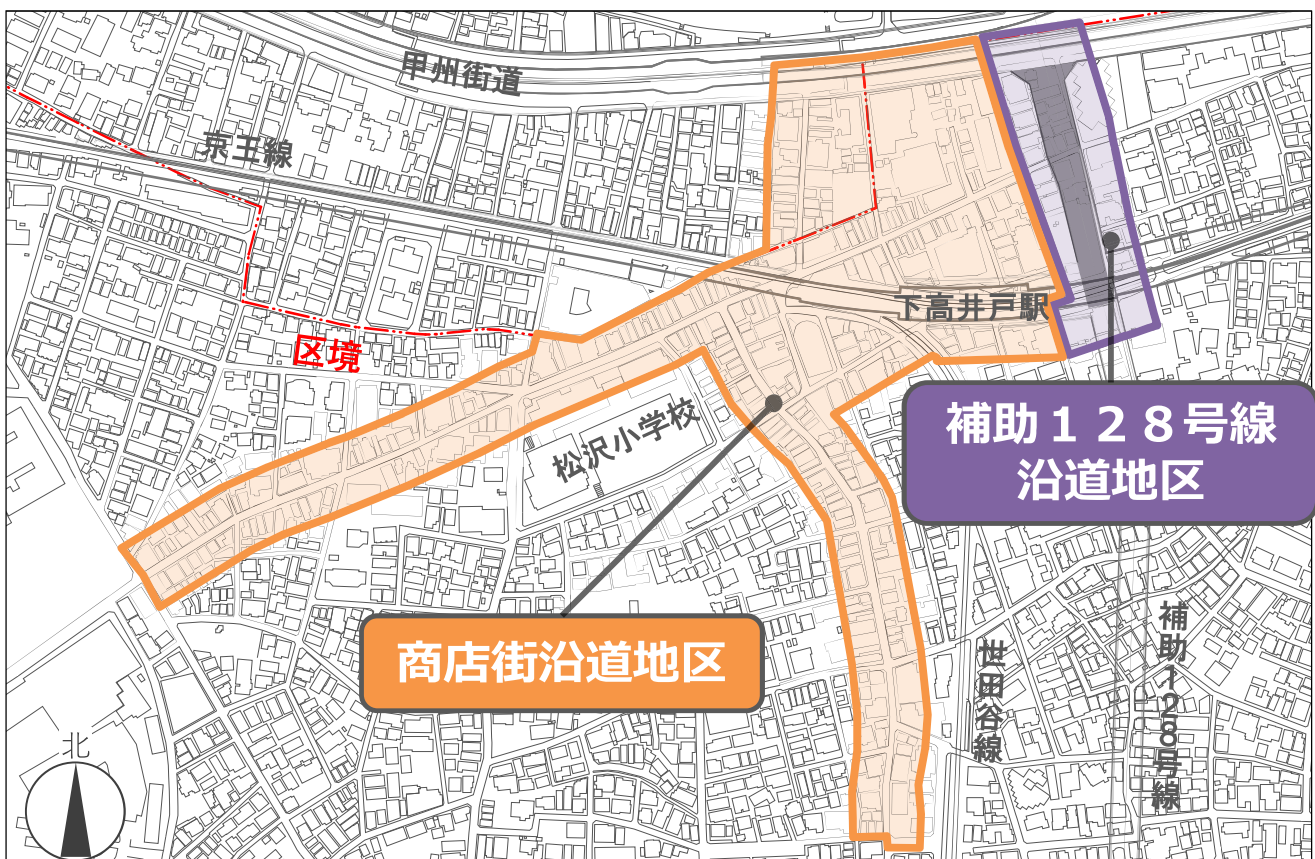 甲州街道
京王線
下高井戸駅
区境
補助１２８号線
沿道地区
松沢小学校
商店街沿道地区
世田谷線
補助128号線
北